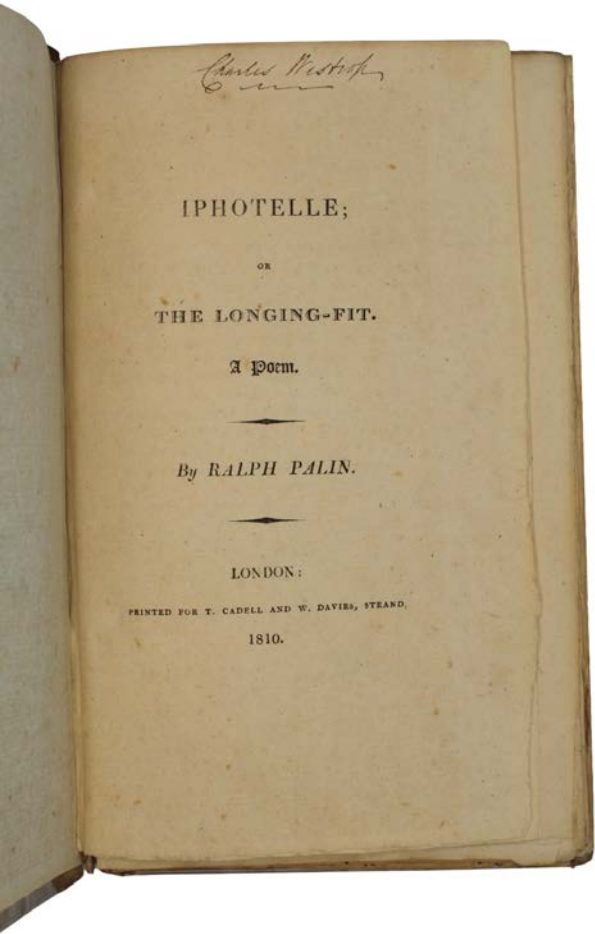 Charles Westrop
IPHOTELLE;
OR
THE LONGING-FIT.
A Poem.
By RALPH PALIN.
LONDON:
PRINTED FOR T. CADELL AND W. DAVIES, STRAND,
1810.